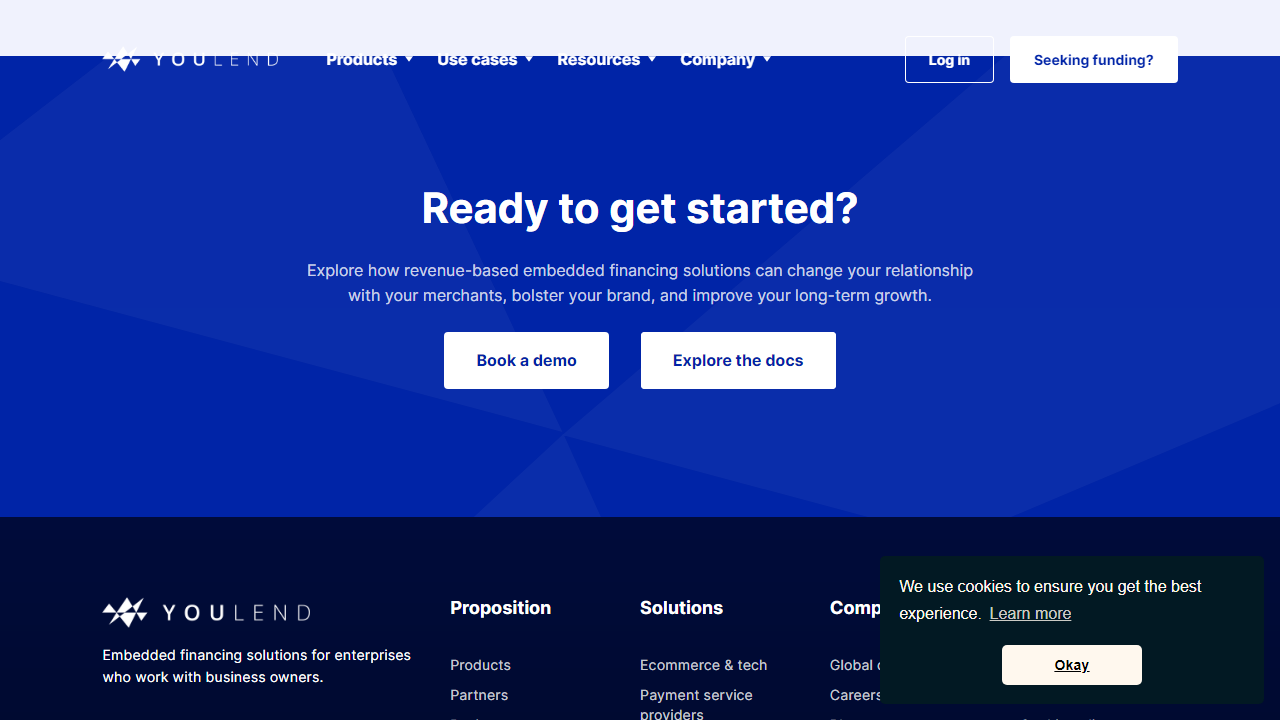 YOULEND
Products
Use cases
Resources
Company
Log in
Seeking funding?
Ready to get started?
Explore how revenue-based embedded financing solutions can change your relationship
with your merchants, bolster your brand, and improve your long-term growth.
Book a demo
Explore the docs
YOULEND
Embedded financing solutions for enterprises
who work with business owners.
Proposition
Products
Partners
Solutions
Ecommerce & tech
Payment service
providers
Comp
Global
Careers
We use cookies to ensure you get the best
experience. Learn more
Okay